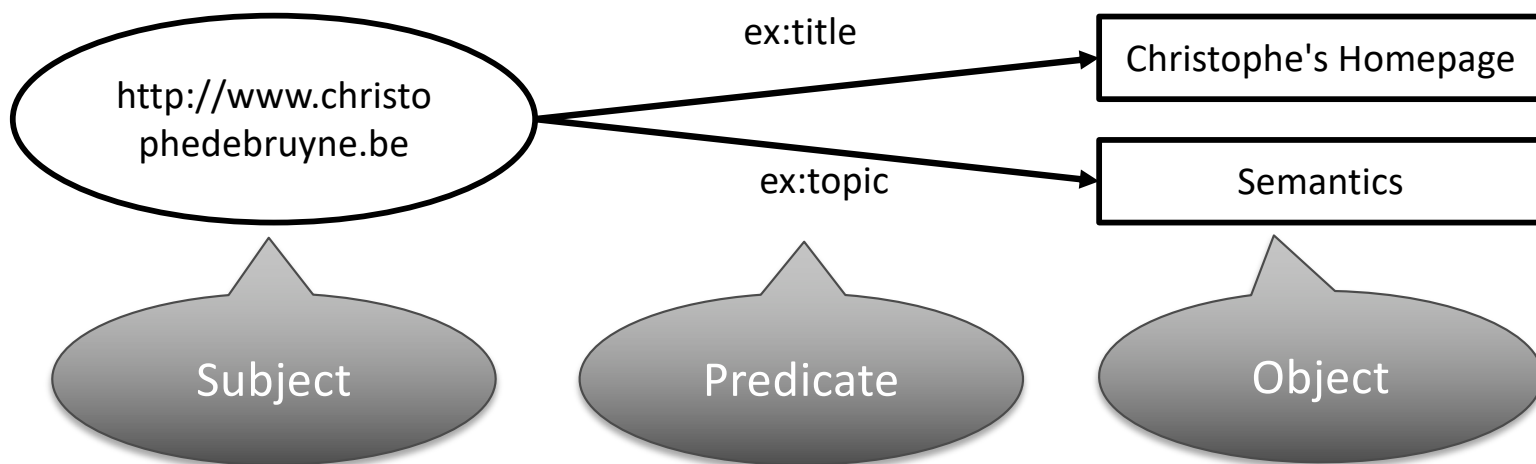 ex:title
Christophe's Homepage
http://www.christo
phedebruyne.be
ex:topic
Semantics
Subject
Predicate
Object